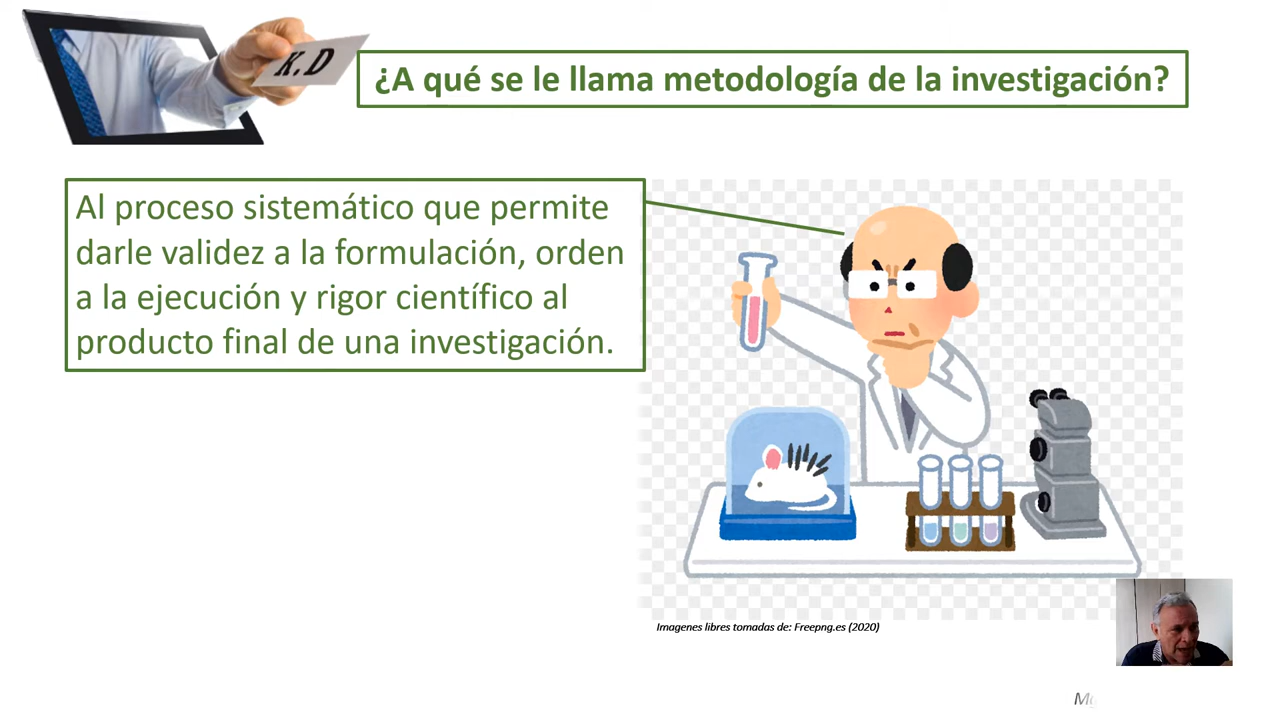 K.D
¿A qué se le llama metodología de la investigación?
Al proceso sistemático que permite
darle validez a la formulación, orden
a la ejecución y rigor científico al
producto final de una investigación.
Imagenes libres tomadas de: Freepng.es (2020)